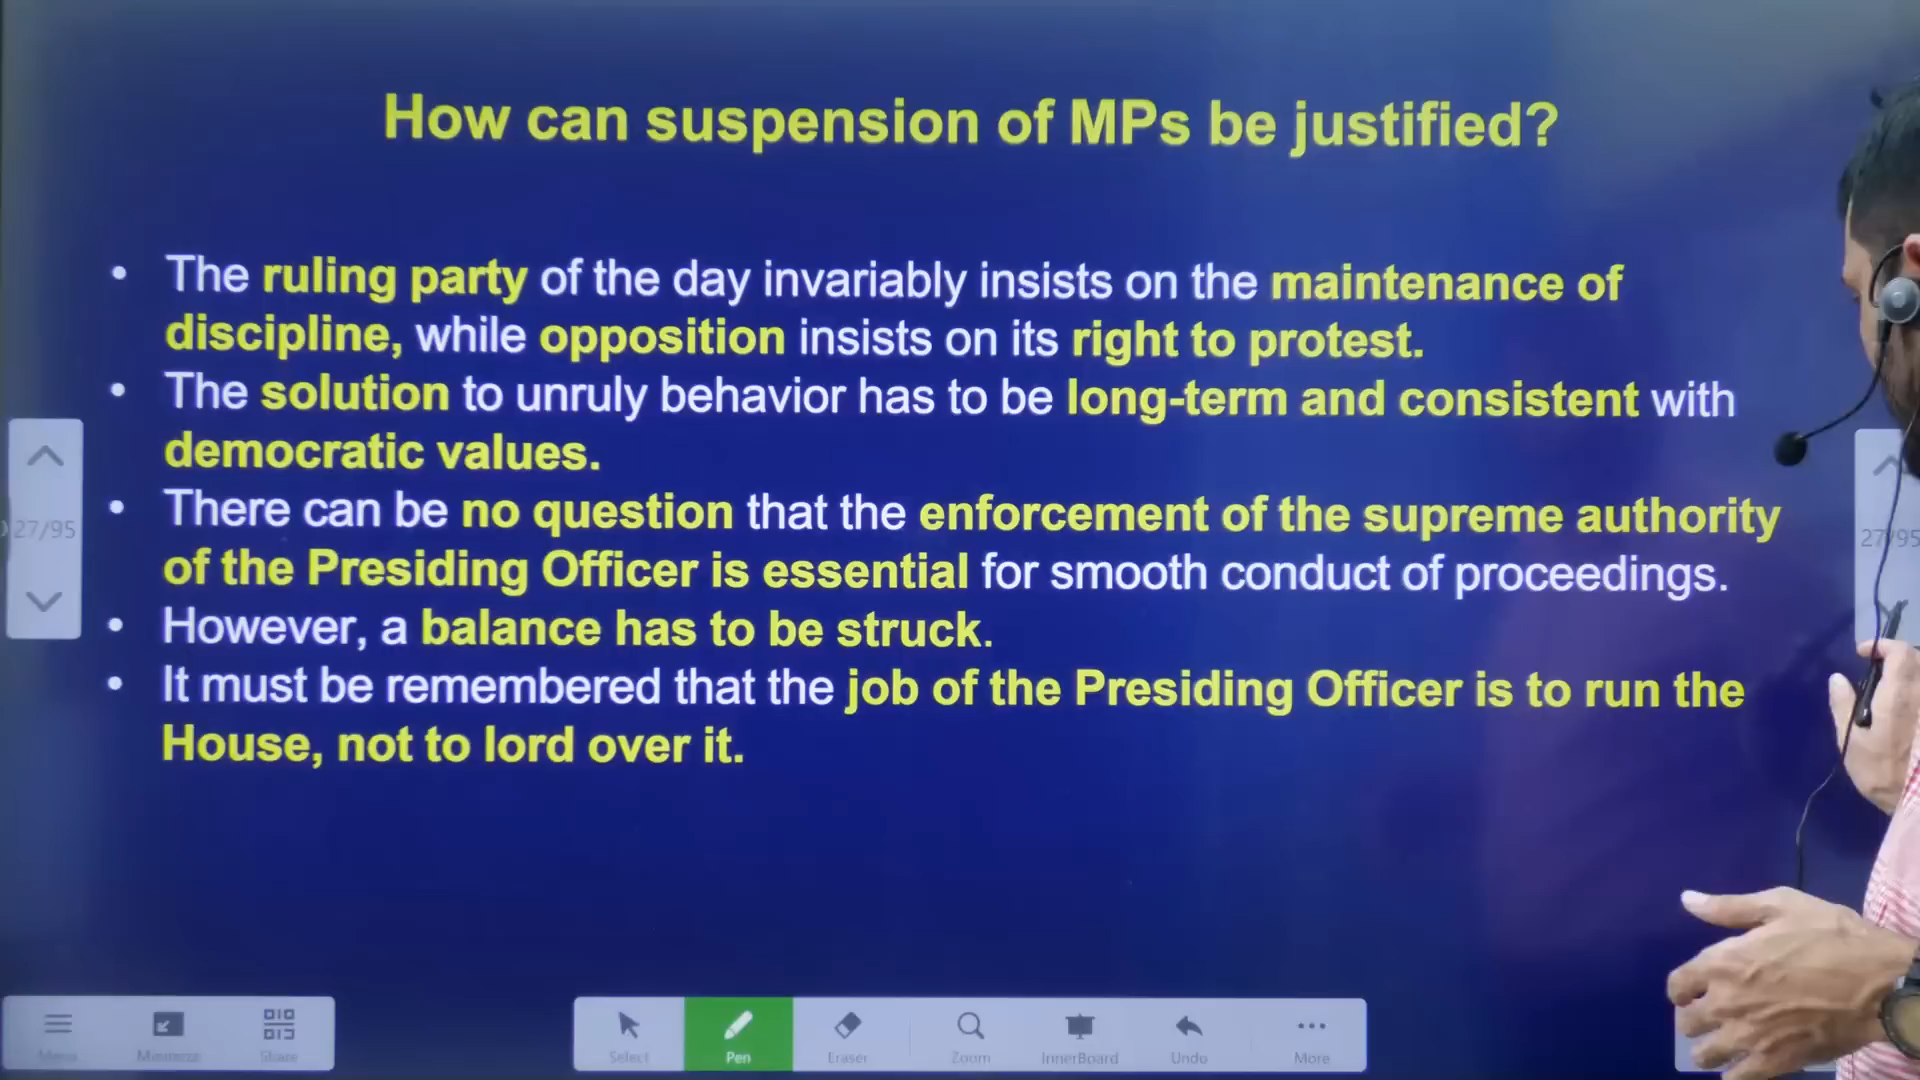 How can suspension of MPs be justified?
• The ruling party of the day invariably insists on the maintenance of
discipline, while opposition insists on its right to protest.
• The solution to unruly behavior has to be long-term and consistent with
democratic values.
• There can be no question that the enforcement of the supreme authority
of the Presiding Officer is essential for smooth conduct of proceedings.
• However, a balance has to be struck.
• It must be remembered that the job of the Presiding Officer is to run the
House, not to lord over it.
27/95
27/95
Menu Minimize Share Select Pen Eraser Zoom InnerBoard Undo More